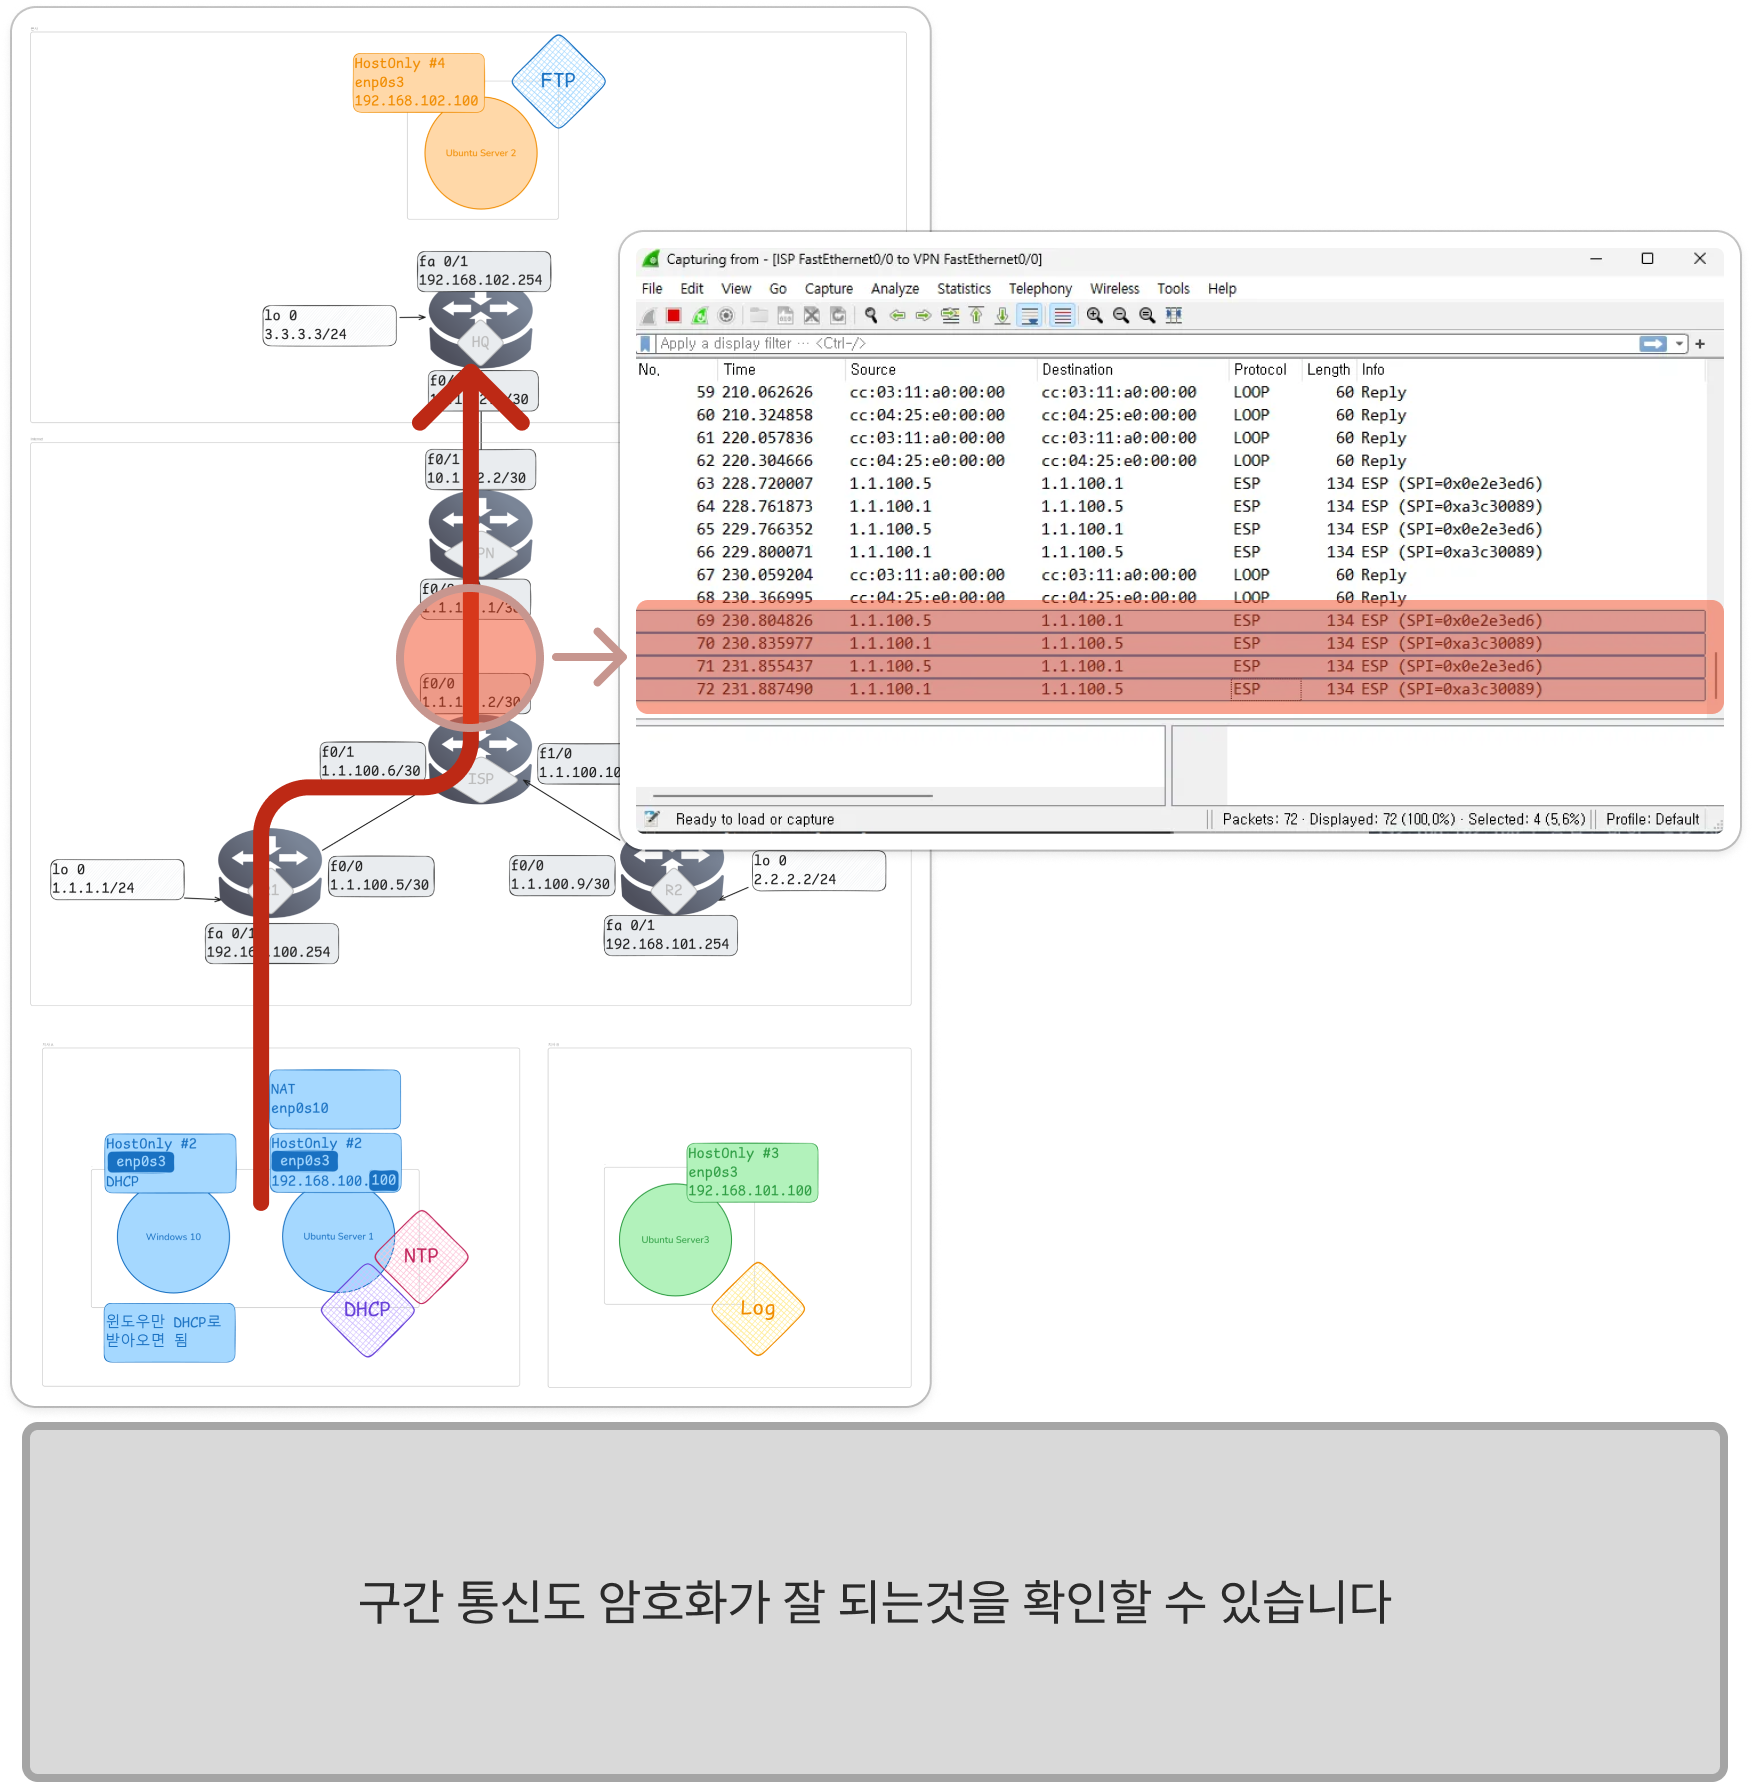 HostOnly #4
enp0s3
192.168.102.100
FTP
Ubuntu Server 2
fa 0/1
192.168.102.254
lo 0
3.3.3.3/24
HQ
f0/1
10.1
2.2/30
f0/0
1.1.1
.1/30
f0/0
1.1.1
.2/30
f0/1
1.1.100.6/30
ISP
f1/0
1.1.100.10
lo 0
1.1.1.1/24
f0/0
1.1.100.5/30
f0/0
1.1.100.9/30
R2
lo 0
2.2.2.2/24
fa 0/1
192.16
.100.254
fa 0/1
192.168.101.254
Capturing from - [ISP FastEthernet0/0 to VPN FastEthernet0/0]
File Edit View Go Capture Analyze Statistics Telephony Wireless Tools Help
Apply a display filter ··· <Ctrl-/>
No. Time Source Destination Protocol Length Info
59 210.062626 cc:03:11:a0:00:00 cc:03:11:a0:00:00 LOOP 60 Reply
60 210.324858 cc:04:25:e0:00:00 cc:04:25:e0:00:00 LOOP 60 Reply
61 220.057836 cc:03:11:a0:00:00 cc:03:11:a0:00:00 LOOP 60 Reply
62 220.304666 cc:04:25:e0:00:00 cc:04:25:e0:00:00 LOOP 60 Reply
63 228.720007 1.1.100.5 1.1.100.1 ESP 134 ESP (SPI=0x0e2e3ed6)
64 228.761873 1.1.100.1 1.1.100.5 ESP 134 ESP (SPI=0xa3c30089)
65 229.766352 1.1.100.5 1.1.100.1 ESP 134 ESP (SPI=0x0e2e3ed6)
66 229.800071 1.1.100.1 1.1.100.5 ESP 134 ESP (SPI=0xa3c30089)
67 230.059204 cc:03:11:a0:00:00 cc:03:11:a0:00:00 LOOP 60 Reply
68 230.366995 cc:04:25:e0:00:00 cc:04:25:e0:00:00 LOOP 60 Reply
69 230.804826 1.1.100.5 1.1.100.1 ESP 134 ESP (SPI=0x0e2e3ed6)
70 230.835977 1.1.100.1 1.1.100.5 ESP 134 ESP (SPI=0xa3c30089)
71 231.855437 1.1.100.5 1.1.100.1 ESP 134 ESP (SPI=0x0e2e3ed6)
72 231.887490 1.1.100.1 1.1.100.5 ESP 134 ESP (SPI=0xa3c30089)
Ready to load or capture
Packets: 72 · Displayed: 72 (100,0%) · Selected: 4 (5,6%)
Profile: Default
NAT
enp0s10
HostOnly #2
enp0s3
DHCP
HostOnly #2
enp0s3
192.168.100.100
Windows 10
Ubuntu Server 1
NTP
DHCP
윈도우만 DHCP로
받아오면 됨
HostOnly #3
enp0s3
192.168.101.100
Ubuntu Server3
Log
구간 통신도 암호화가 잘 되는것을 확인할 수 있습니다